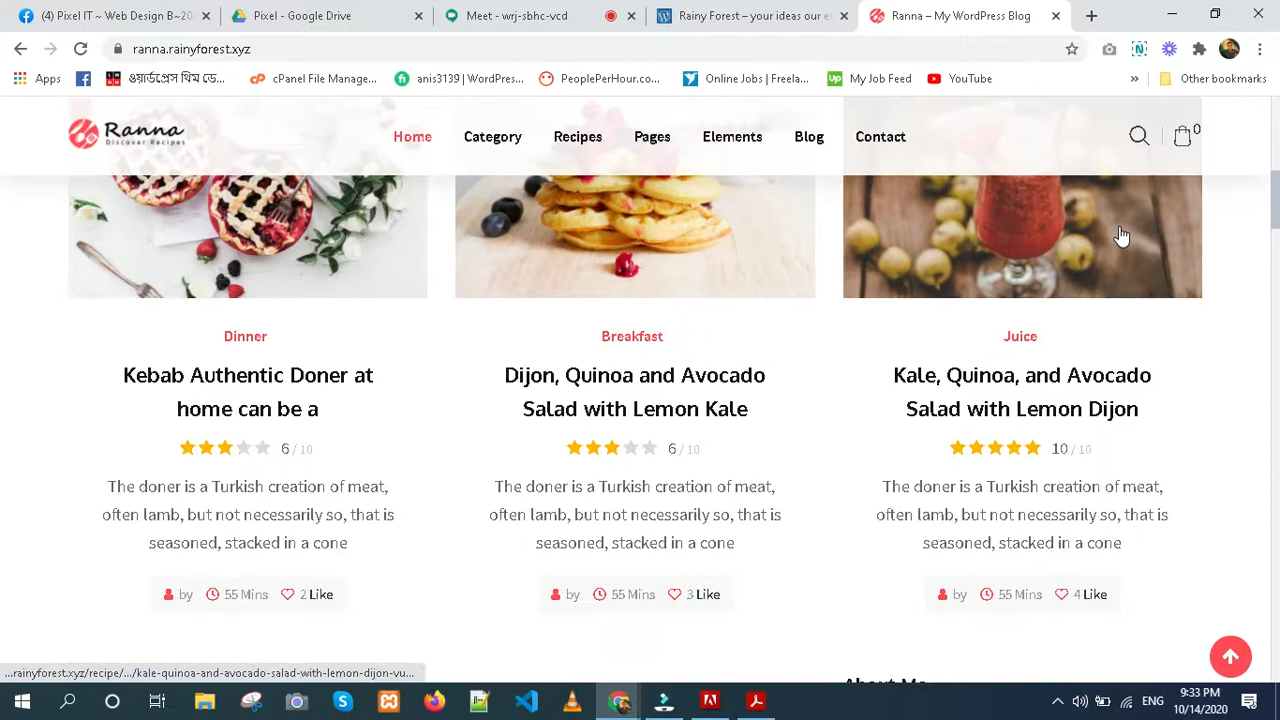 (4) Pixel IT ~ Web Design B~20
Pixel - Google Drive
Meet - wrj-sbhc-vcd
Rainy Forest – your ideas our e
Ranna – My WordPress Blog
ranna.rainyforest.xyz
Apps
ওয়ার্ডপ্রেস থিম ডে...
cPanel File Manage...
anis3139 | WordPres...
PeoplePerHour.co...
Online Jobs | Freela...
My Job Feed
YouTube
»
Other bookmarks
Ranna
Discover Recipes
Home
Category
Recipes
Pages
Elements
Blog
Contact
0
Dinner
Kebab Authentic Doner at
home can be a
6 / 10
The doner is a Turkish creation of meat,
often lamb, but not necessarily so, that is
seasoned, stacked in a cone
by 55 Mins 2 Like
Breakfast
Dijon, Quinoa and Avocado
Salad with Lemon Kale
6 / 10
The doner is a Turkish creation of meat,
often lamb, but not necessarily so, that is
seasoned, stacked in a cone
by 55 Mins 3 Like
Juice
Kale, Quinoa, and Avocado
Salad with Lemon Dijon
10 / 10
The doner is a Turkish creation of meat,
often lamb, but not necessarily so, that is
seasoned, stacked in a cone
by 55 Mins 4 Like
About Me
...rainyforest.xyz/recipe/.../kale-quinoa-and-avocado-salad-with-lemon-dijon-vu...
ENG
9:33 PM
10/14/2020